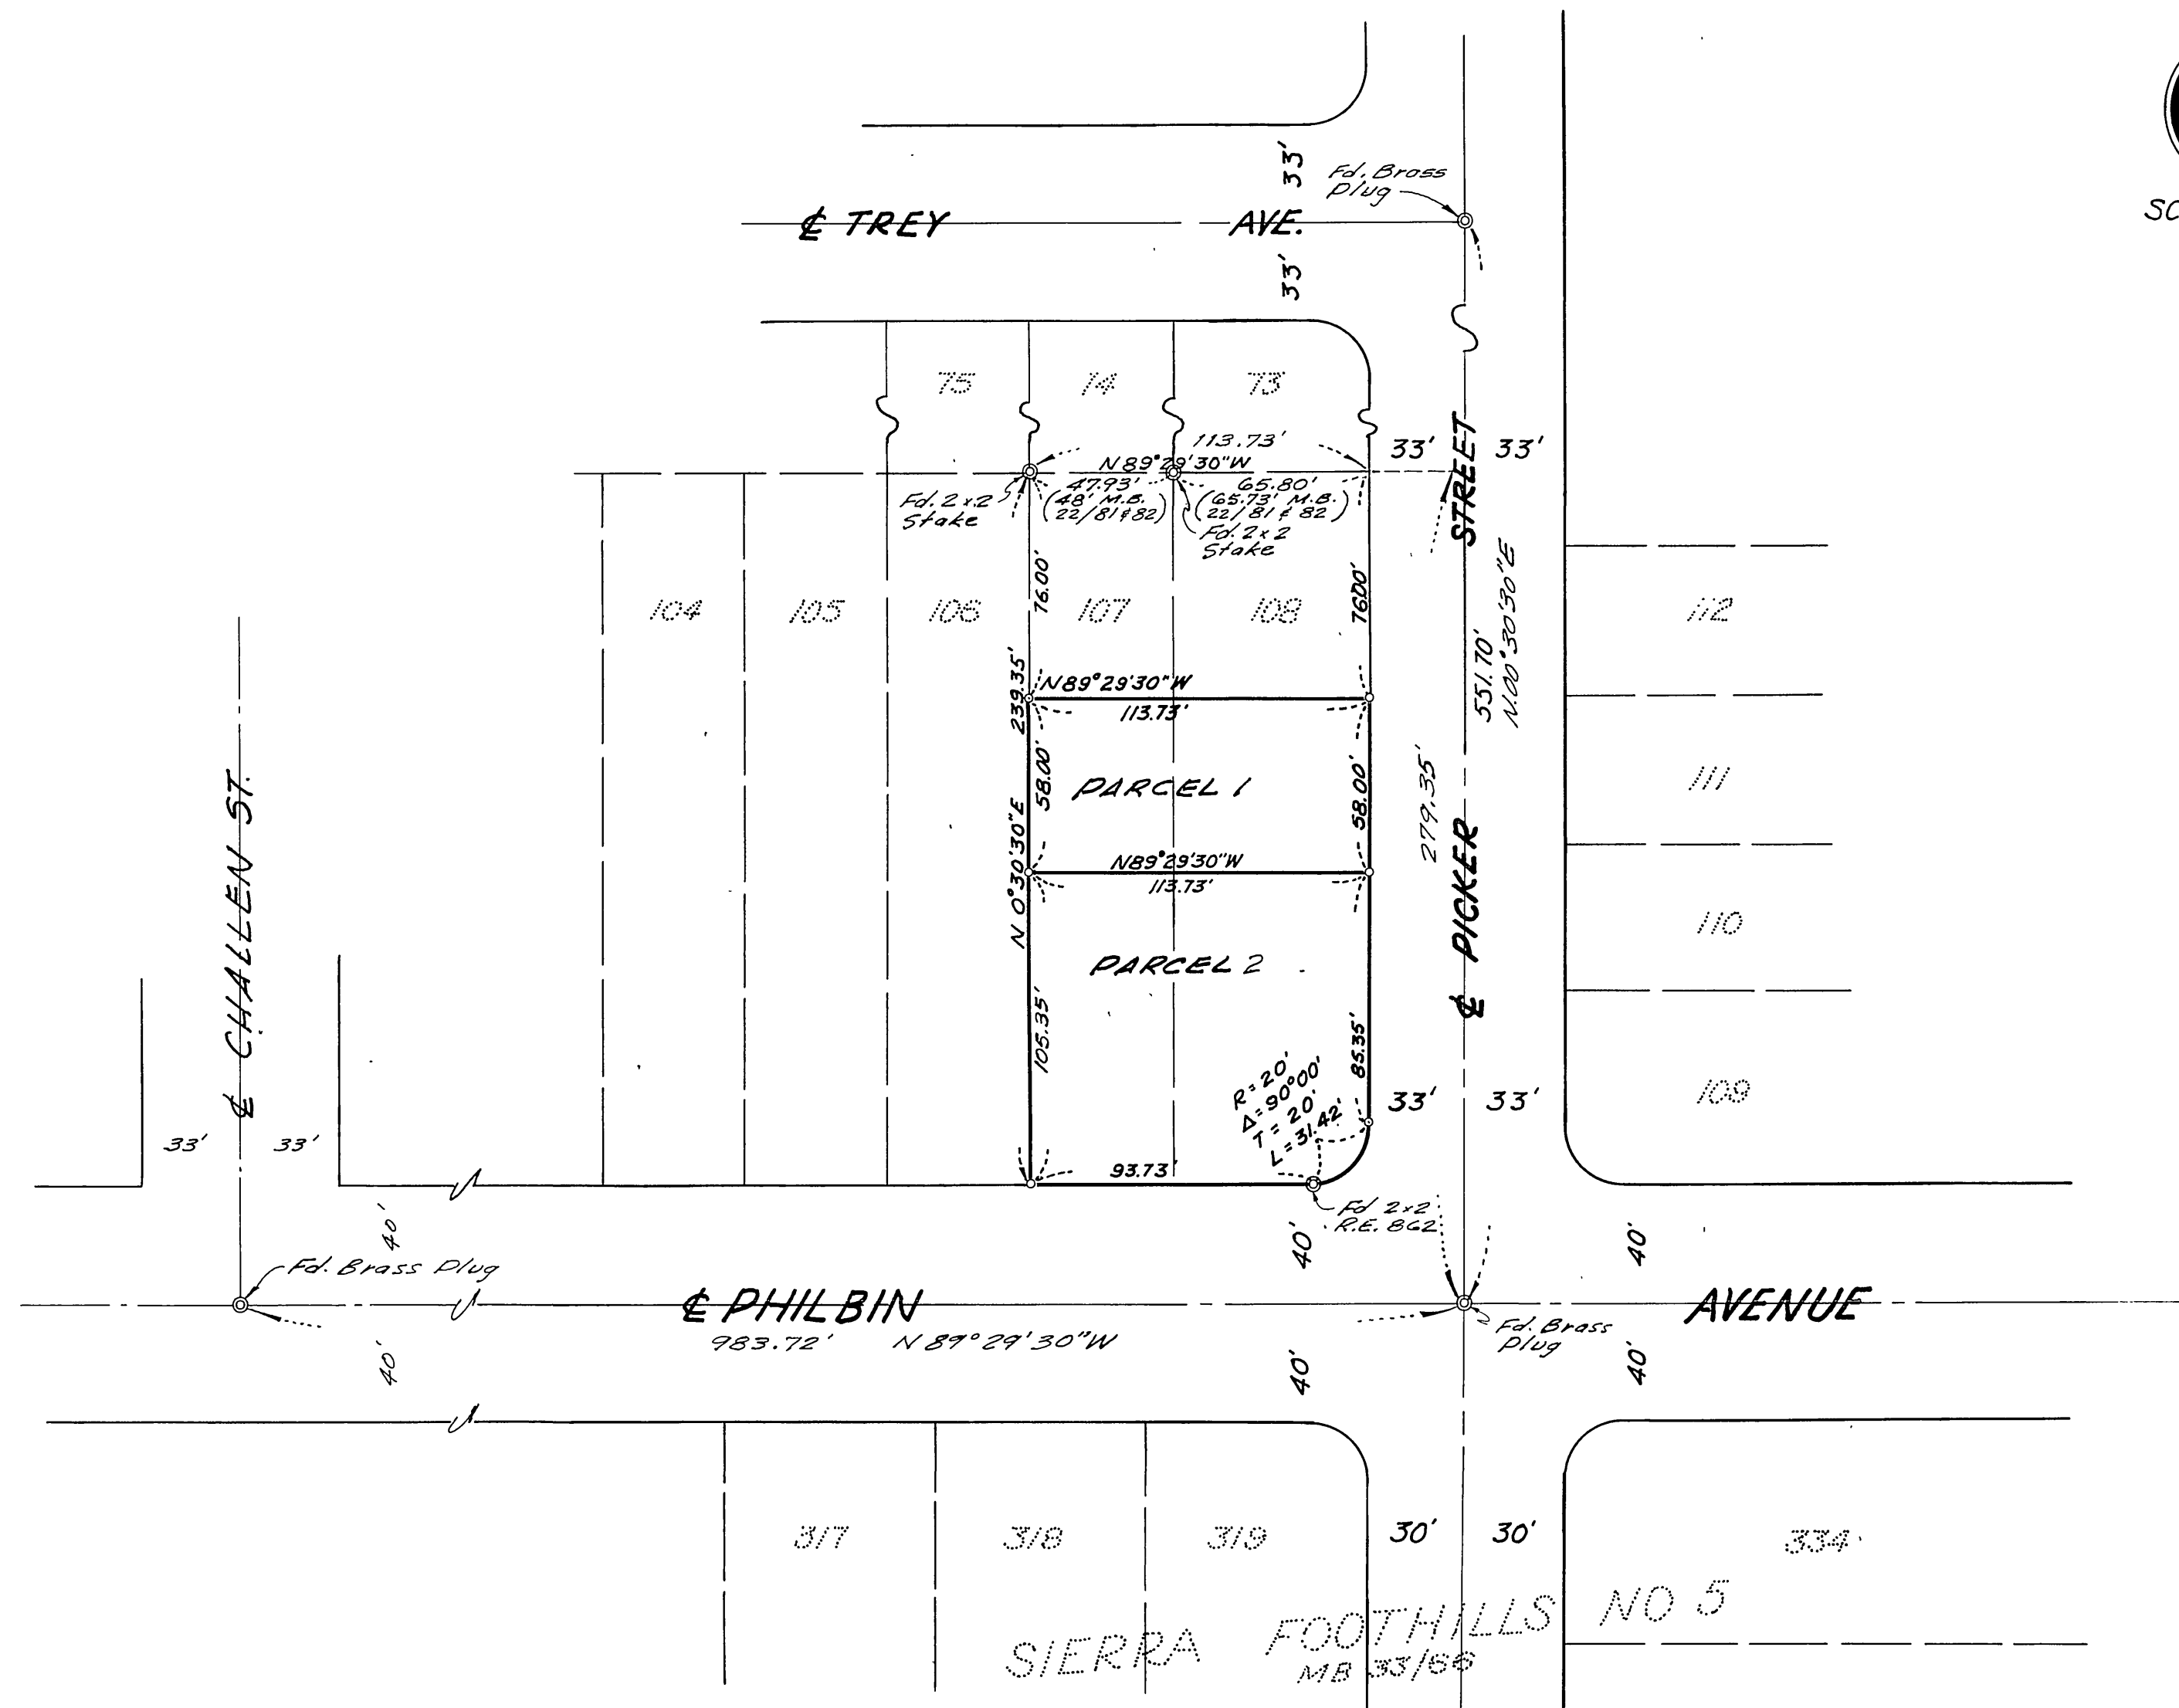 33'
Fd. Brass
Plug
SC
℄ TREY AVE.
33'
75
14
73
113.73'
33'
33'
N 89°29'30"W
47.93'
(48' M.B.
22/81 & 82)
65.80'
(65.73' M.B.
22/81 & 82)
Fd. 2x2
Stake
Fd. 2x2
Stake
76.00'
76.00'
104
105
106
107
108
112
551.70'
N.00°30'30"E
239.35'
N 0°30'30"E
N89°29'30"W
113.73'
58.00'
PARCEL 1
58.00'
279.35'
℄ PICKER STREET
111
℄ CHALLEN ST.
N89°29'30"W
113.73'
110
PARCEL 2
105.35'
85.35'
R=20'
Δ=90°00'
T=20'
L=31.42'
33'
33'
109
33'
33'
93.73'
Fd 2x2
R.E. 862
40'
40'
40'
Fd. Brass Plug
℄ PHILBIN AVENUE
983.72' N 89°29'30"W
Fd. Brass
Plug
40'
40'
40'
317
318
319
30'
30'
334
SIERRA FOOTHILLS NO 5
MB 33/66